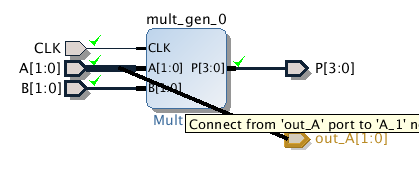 mult_gen_0
CLK CLK
A[1:0] A[1:0] P[3:0] P[3:0]
B[1:0] B[1:0]
Mult
Connect from 'out_A' port to 'A_1' n
out_A[1:0]